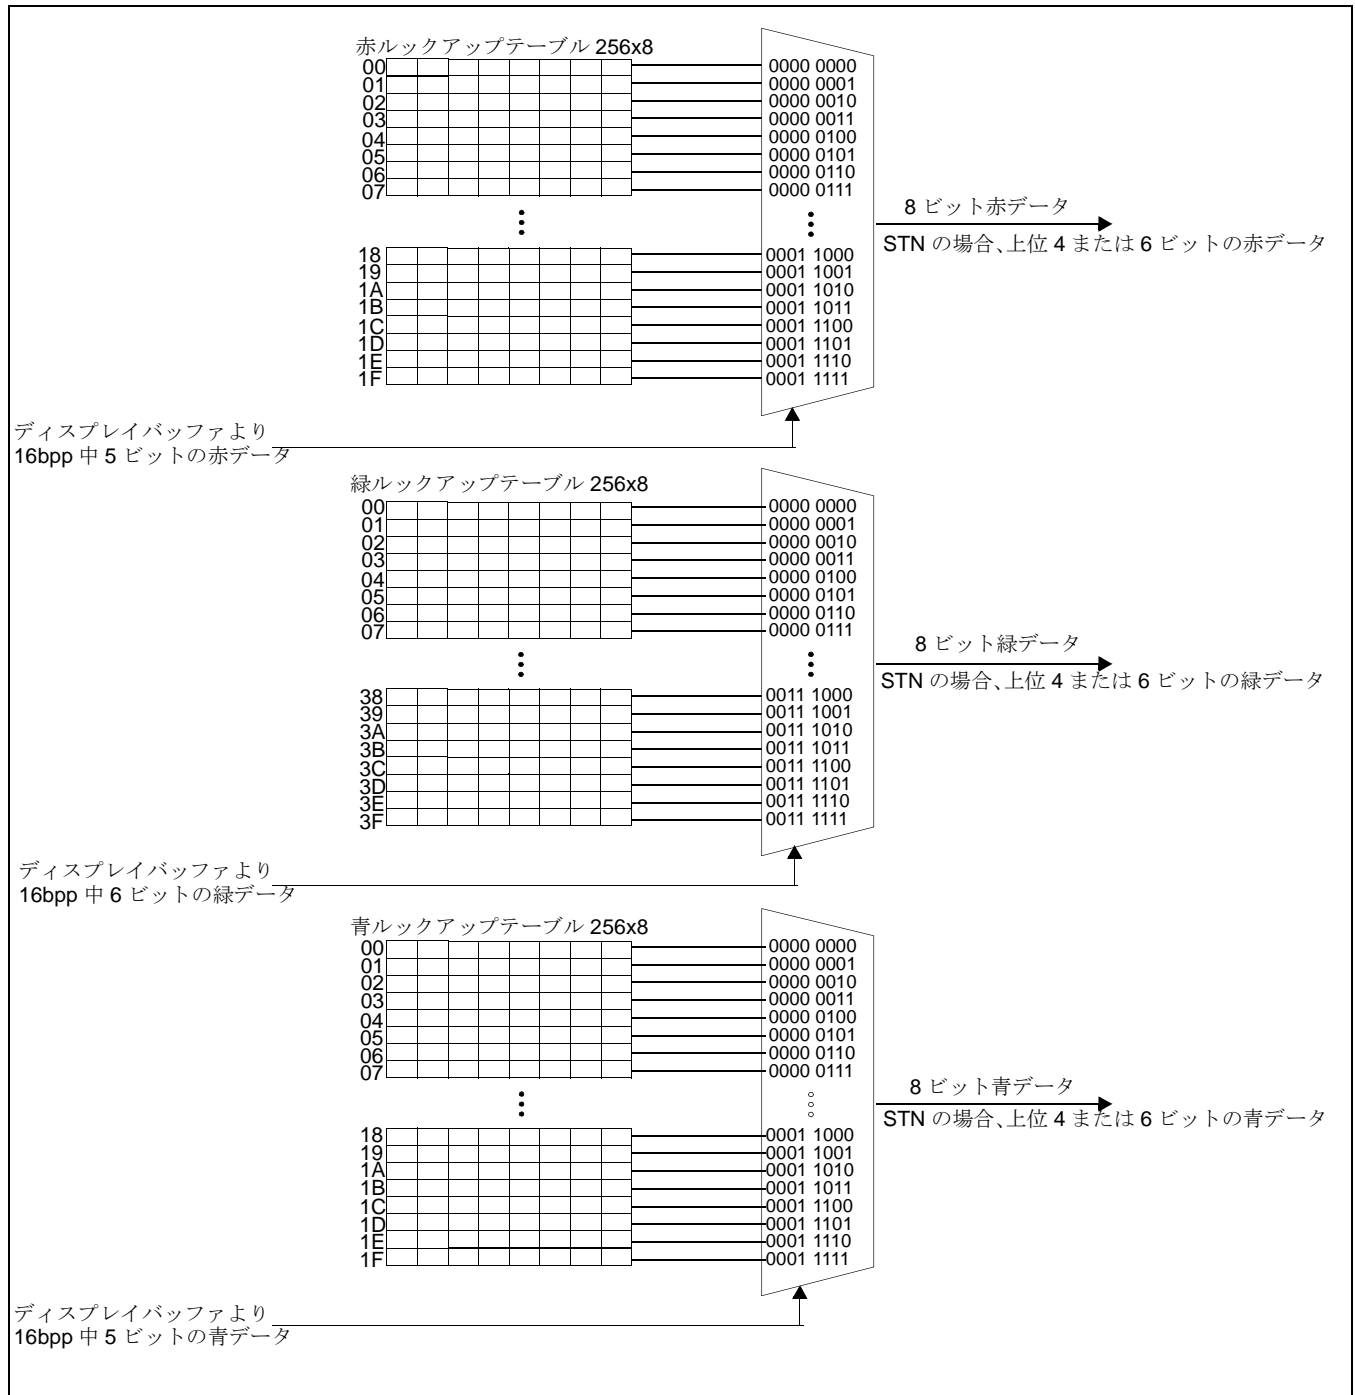 赤ルックアップテーブル 256x8
00 0000 0000
01 0000 0001
02 0000 0010
03 0000 0011
04 0000 0100
05 0000 0101
06 0000 0110
07 0000 0111
8 ビット赤データ
STN の場合、上位 4 または 6 ビットの赤データ
18 0001 1000
19 0001 1001
1A 0001 1010
1B 0001 1011
1C 0001 1100
1D 0001 1101
1E 0001 1110
1F 0001 1111
ディスプレイバッファより
16bpp 中 5 ビットの赤データ
緑ルックアップテーブル 256x8
00 0000 0000
01 0000 0001
02 0000 0010
03 0000 0011
04 0000 0100
05 0000 0101
06 0000 0110
07 0000 0111
8 ビット緑データ
STN の場合、上位 4 または 6 ビットの緑データ
38 0011 1000
39 0011 1001
3A 0011 1010
3B 0011 1011
3C 0011 1100
3D 0011 1101
3E 0011 1110
3F 0011 1111
ディスプレイバッファより
16bpp 中 6 ビットの緑データ
青ルックアップテーブル 256x8
00 0000 0000
01 0000 0001
02 0000 0010
03 0000 0011
04 0000 0100
05 0000 0101
06 0000 0110
07 0000 0111
8 ビット青データ
STN の場合、上位 4 または 6 ビットの青データ
18 0001 1000
19 0001 1001
1A 0001 1010
1B 0001 1011
1C 0001 1100
1D 0001 1101
1E 0001 1110
1F 0001 1111
ディスプレイバッファより
16bpp 中 5 ビットの青データ